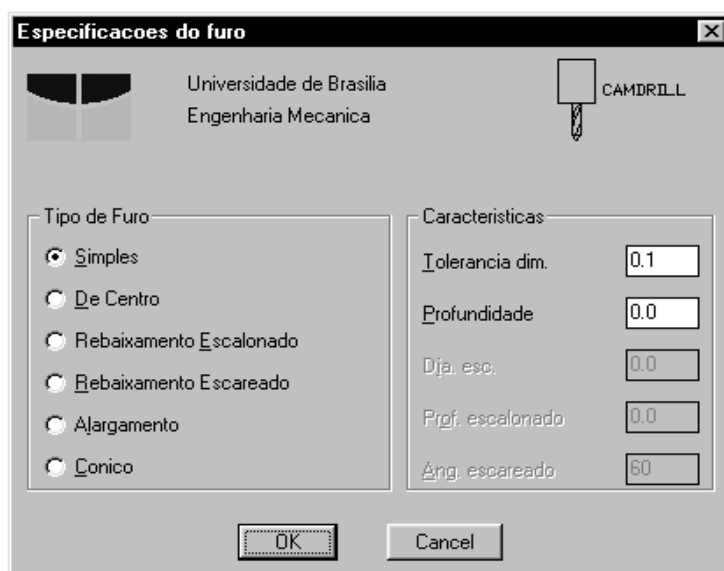 Especificacoes do furo
Universidade de Brasilia
Engenharia Mecanica
CAMDRILL
Tipo de Furo
Simples
De Centro
Rebaixamento Escalonado
Rebaixamento Escareado
Alargamento
Conico
Caracteristicas
Tolerancia dim. 0.1
Profundidade 0.0
Dia. esc. 0.0
Prof. escalonado 0.0
Ang. escareado 60
OK Cancel